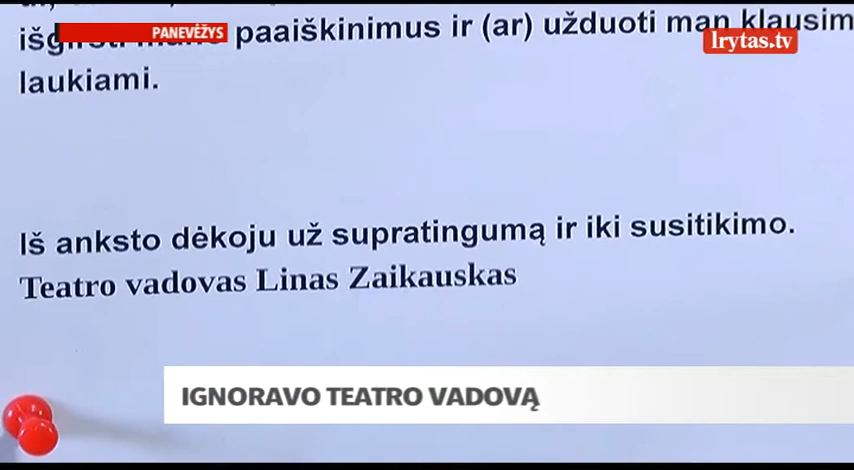 PANEVĖŽYS
lrytas.tv
paaiškinimus ir (ar) užduoti man klausim
laukiami.
Iš anksto dėkoju už supratingumą ir iki susitikimo.
Teatro vadovas Linas Zaikauskas
IGNORAVO TEATRO VADOVĄ